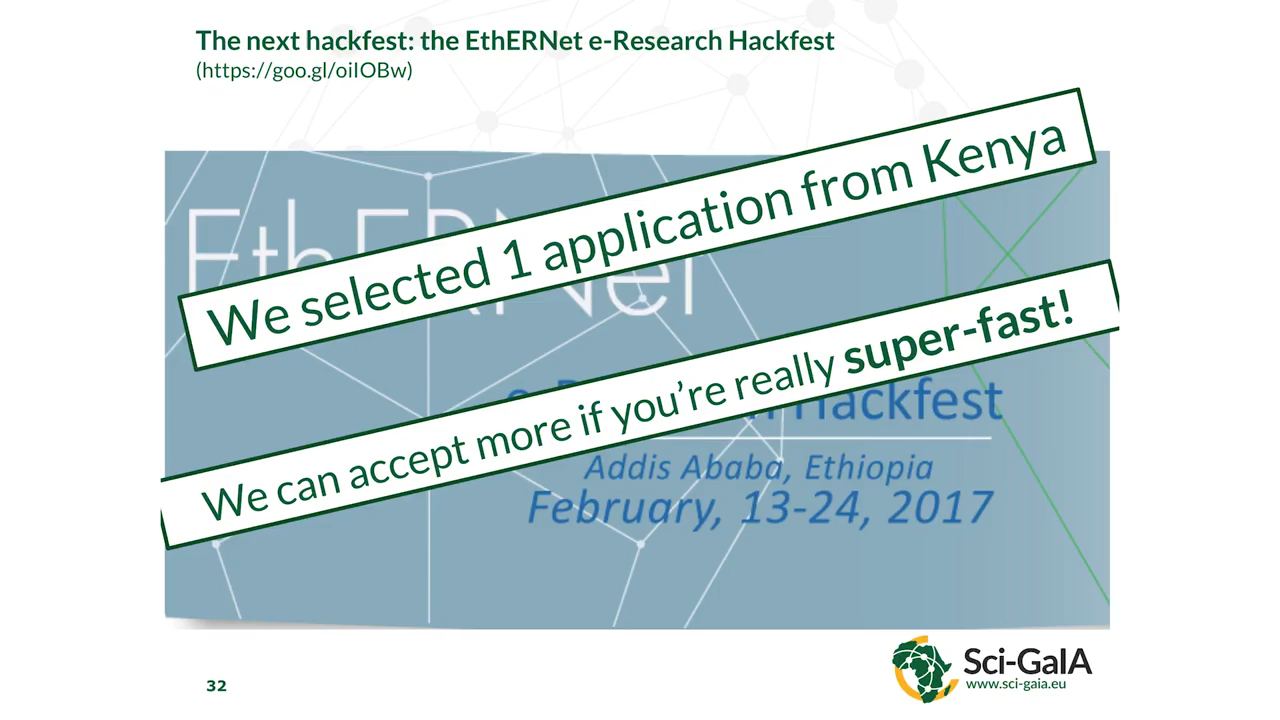 The next hackfest: the EthERNet e-Research Hackfest
(https://goo.gl/oiIOBw)
We selected 1 application from Kenya
EthERNet
We can accept more if you're really super-fast!
Hackfest
Addis Ababa, Ethiopia
February, 13-24, 2017
32
Sci-GaIA
www.sci-gaia.eu